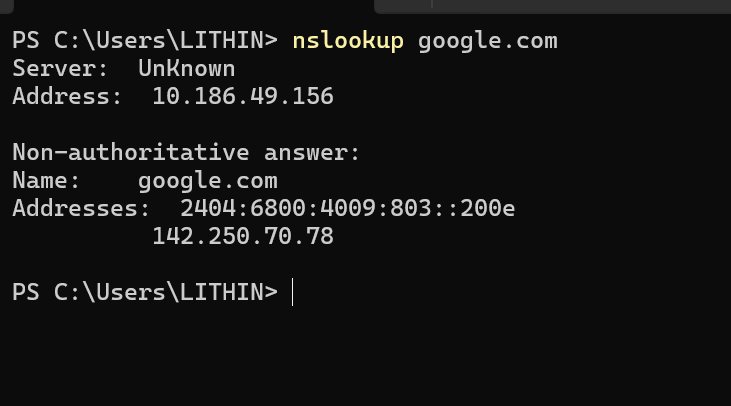 PS C:\Users\LITHIN> nslookup google.com
Server:  UnKnown
Address:  10.186.49.156
Non-authoritative answer:
Name:    google.com
Addresses:  2404:6800:4009:803::200e
          142.250.70.78
PS C:\Users\LITHIN>